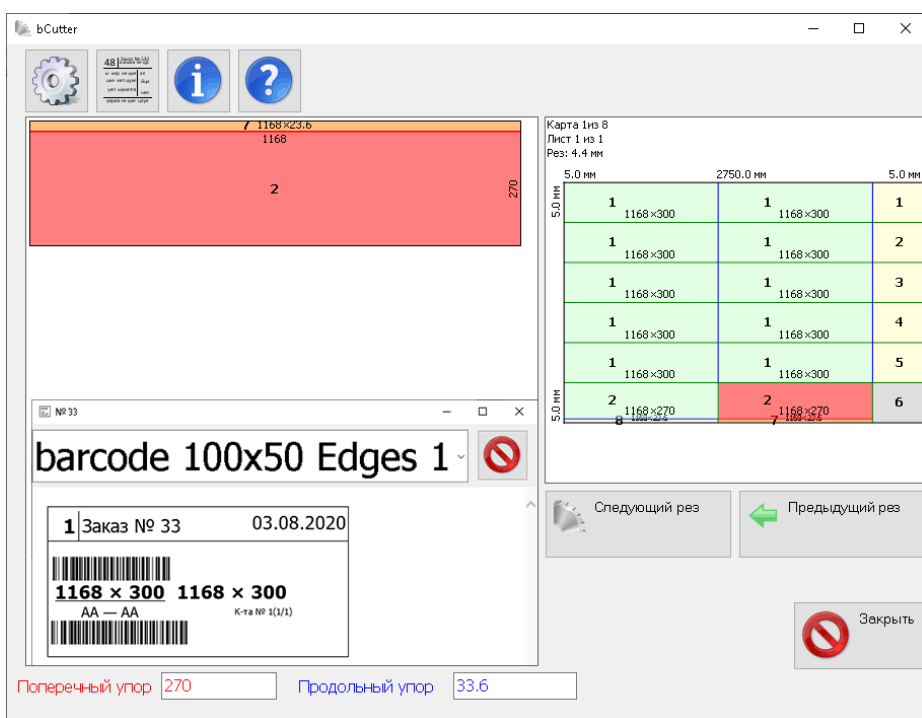 bCutter
48 Заказ № 33
7 1168×23.6
1168
2
270
Карта 1из 8
Лист 1 из 1
Рез: 4.4 мм
5.0 мм 2750.0 мм 5.0 мм
5.0 мм
1 1168×300 1 1168×300 1
1 1168×300 1 1168×300 2
1 1168×300 1 1168×300 3
1 1168×300 1 1168×300 4
1 1168×300 1 1168×300 5
5.0 мм
2 1168×270 2 1168×270 6
8 7
№ 33
barcode 100x50 Edges 1
1 Заказ № 33 03.08.2020
1168 × 300 1168 × 300
AA — AA К-та № 1(1/1)
Следующий рез
Предыдущий рез
Закрыть
Поперечный упор 270 Продольный упор 33.6